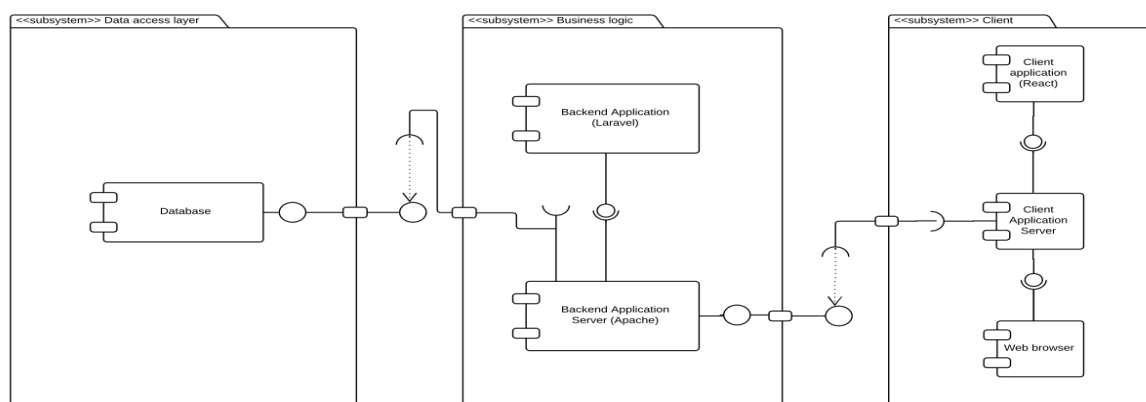 <<subsystem>> Data access layer
<<subsystem>> Business logic
<<subsystem>> Client
Database
Backend Application
(Laravel)
Backend Application
Server (Apache)
Client
application
(React)
Client
Application
Server
Web browser